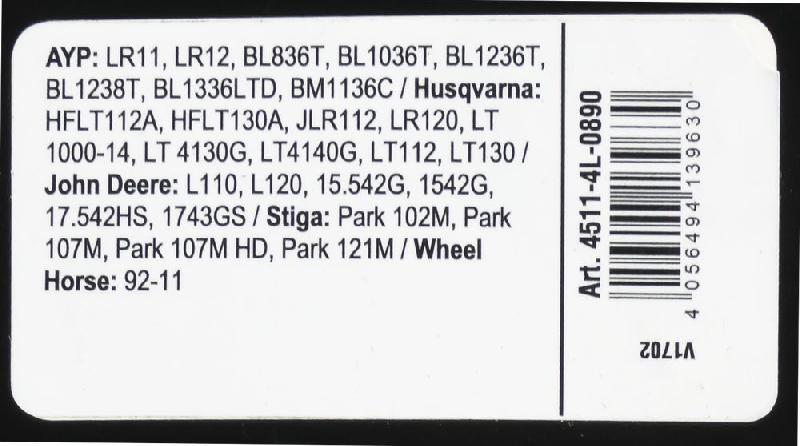 AYP: LR11, LR12, BL836T, BL1036T, BL1236T,
BL1238T, BL1336LTD, BM1136C / Husqvarna:
HFLT112A, HFLT130A, JLR112, LR120, LT
1000-14, LT 4130G, LT4140G, LT112, LT130 /
John Deere: L110, L120, 15.542G, 1542G,
17.542HS, 1743GS / Stiga: Park 102M, Park
107M, Park 107M HD, Park 121M / Wheel
Horse: 92-11
Art. 4511-4L-0890
4 056494 139630
V1702